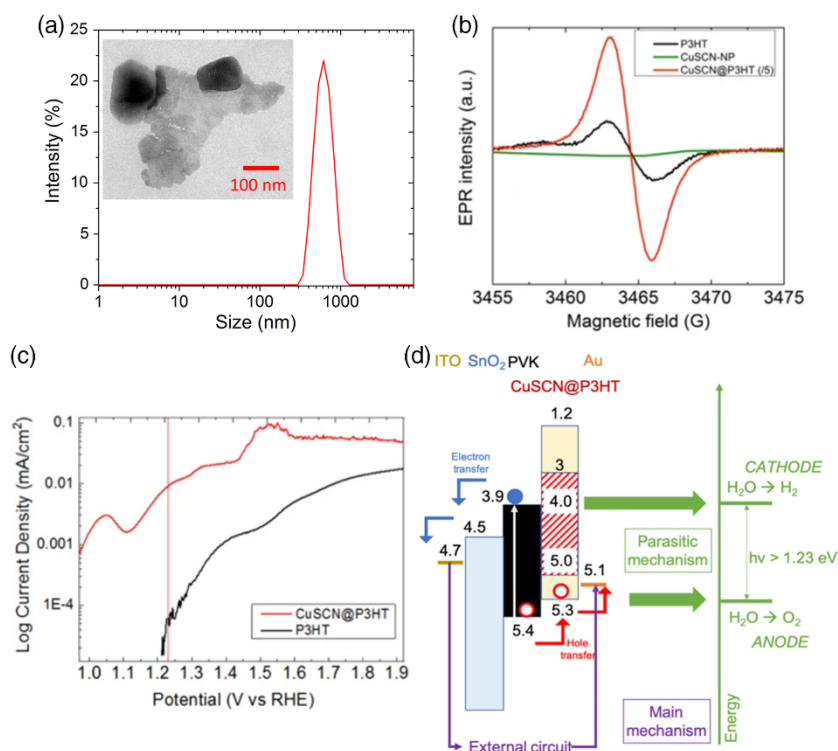 (a)
25
20
15
10
5
0
Intensity (%)
100 nm
1 10 100 1000
Size (nm)
(b)
P3HT
CuSCN-NP
CuSCN@P3HT (/5)
EPR intensity (a.u.)
3455 3460 3465 3470 3475
Magnetic field (G)
(c)
0.1
0.01
0.001
1E-4
Log Current Density (mA/cm²)
CuSCN@P3HT
P3HT
1.0 1.1 1.2 1.3 1.4 1.5 1.6 1.7 1.8 1.9
Potential (V vs RHE)
(d)
ITO SnO₂ PVK Au
CuSCN@P3HT
1.2
3
4.0
5.0
Electron
transfer
3.9
4.5
4.7
5.1
5.3
5.4
Hole
transfer
External circuit
CATHODE
H₂O → H₂
Parasitic
mechanism
hν > 1.23 eV
H₂O → O₂
ANODE
Main
mechanism
Energy